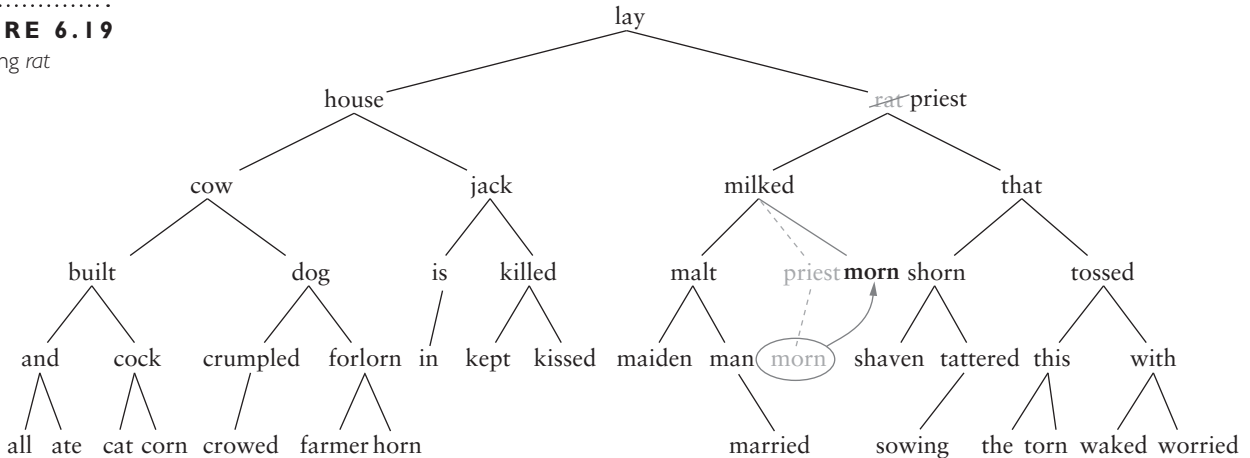 lay
RE 6.19
ng rat
house rat priest
cow jack milked that
built dog is killed malt priest morn shorn tossed
and cock crumpled forlorn in kept kissed maiden man morn shaven tattered this with
all ate cat corn crowed farmer horn married sowing the torn waked worried